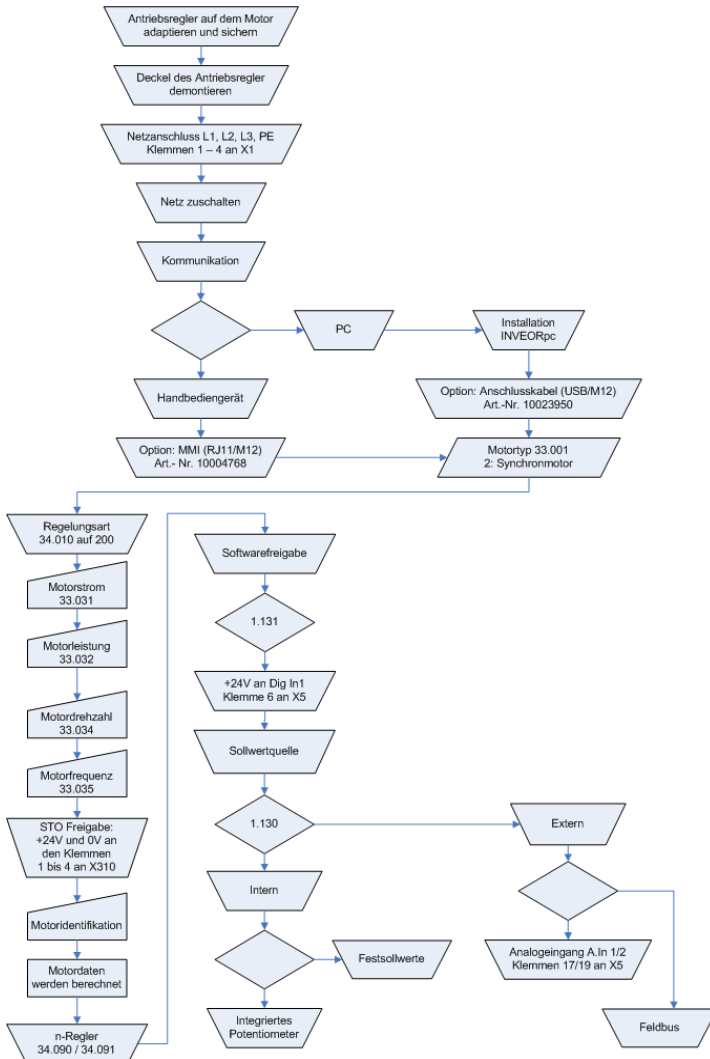 Antriebsregler auf dem Motor
adaptieren und sichern
Deckel des Antriebsregler
demontieren
Netzanschluss L1, L2, L3, PE
Klemmen 1 – 4 an X1
Netz zuschalten
Kommunikation
PC
Installation
INVEORpc
Handbediengerät
Option: Anschlusskabel (USB/M12)
Art.-Nr. 10023950
Option: MMI (RJ11/M12)
Art.- Nr. 10004768
Motortyp 33.001
2: Synchronmotor
Regelungsart
34.010 auf 200
Motorstrom
33.031
Motorleistung
33.032
Motordrehzahl
33.034
Motorfrequenz
33.035
STO Freigabe:
+24V und 0V an
den Klemmen
1 bis 4 an X310
Motoridentifikation
Motordaten
werden berechnet
n-Regler
34.090 / 34.091
Softwarefreigabe
1.131
+24V an Dig In1
Klemme 6 an X5
Sollwertquelle
1.130
Extern
Intern
Festsollwerte
Analogeingang A.In 1/2
Klemmen 17/19 an X5
Integriertes
Potentiometer
Feldbus